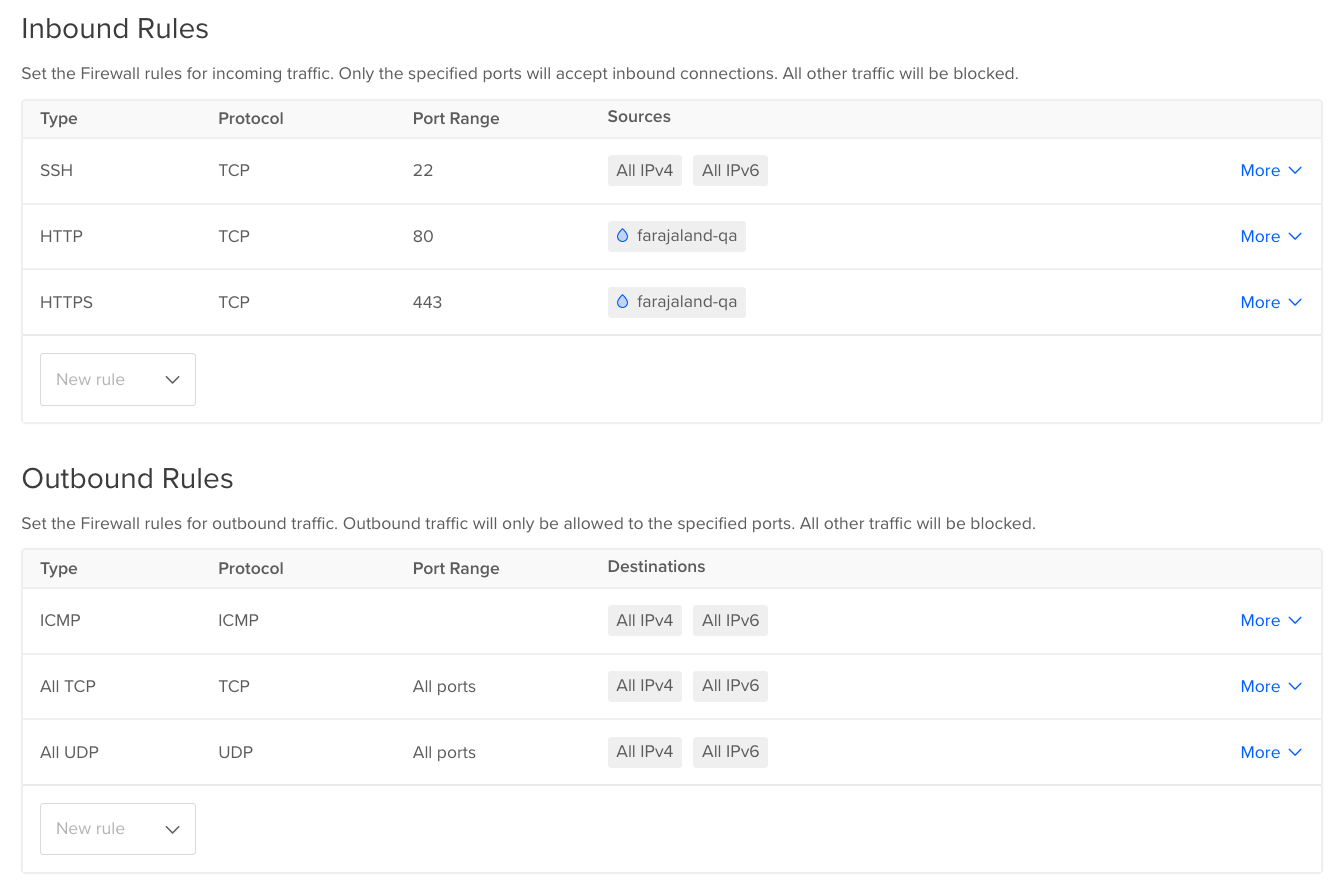 Inbound Rules
Set the Firewall rules for incoming traffic. Only the specified ports will accept inbound connections. All other traffic will be blocked.
Type Protocol Port Range Sources
SSH TCP 22 All IPv4 All IPv6 More
HTTP TCP 80 farajaland-qa More
HTTPS TCP 443 farajaland-qa More
New rule
Outbound Rules
Set the Firewall rules for outbound traffic. Outbound traffic will only be allowed to the specified ports. All other traffic will be blocked.
Type Protocol Port Range Destinations
ICMP ICMP All IPv4 All IPv6 More
All TCP TCP All ports All IPv4 All IPv6 More
All UDP UDP All ports All IPv4 All IPv6 More
New rule